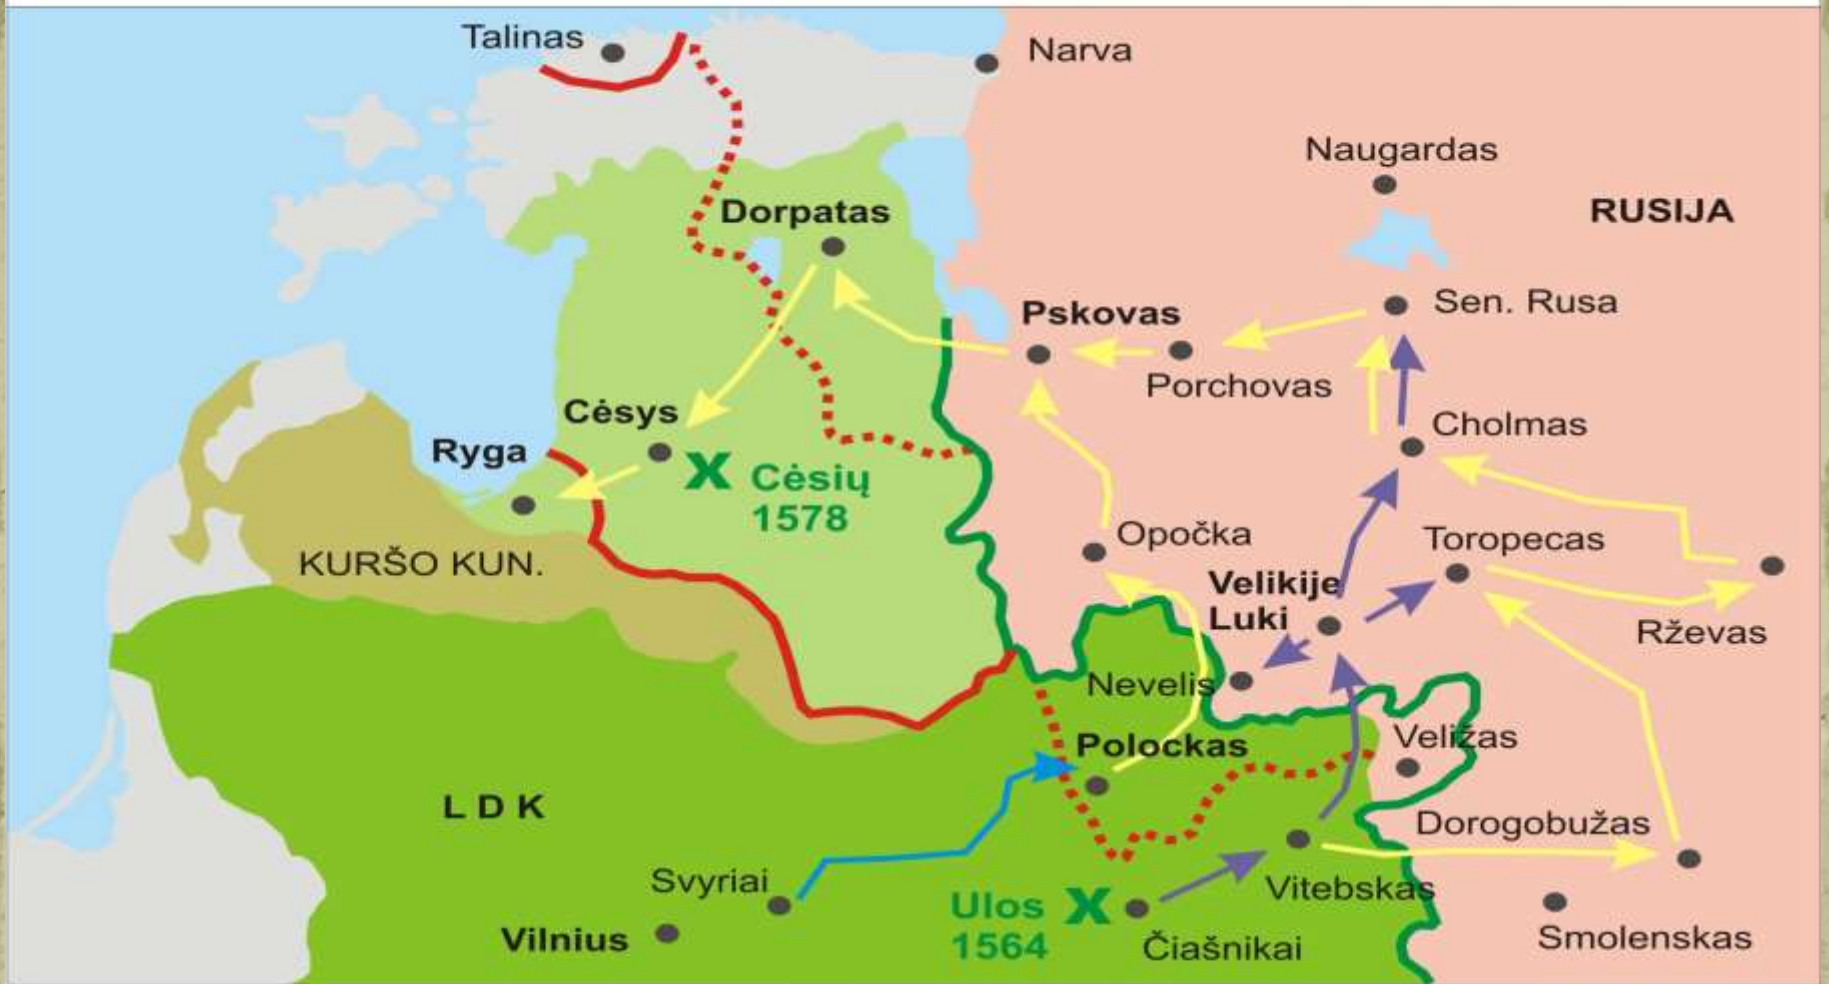 Talinas
Narva
Naugardas
RUSIJA
Dorpatas
Sen. Rusa
Pskovas
Porchovas
Cėsys
Cholmas
Ryga
X Cėsių
1578
Opočka
Toropecas
KURŠO KUN.
Velikije
Luki
Rževas
Nevelis
Veližas
Polockas
LDK
Dorogobužas
Svyriai
Vitebskas
Ulos X
1564
Vilnius
Čiašnikai
Smolenskas